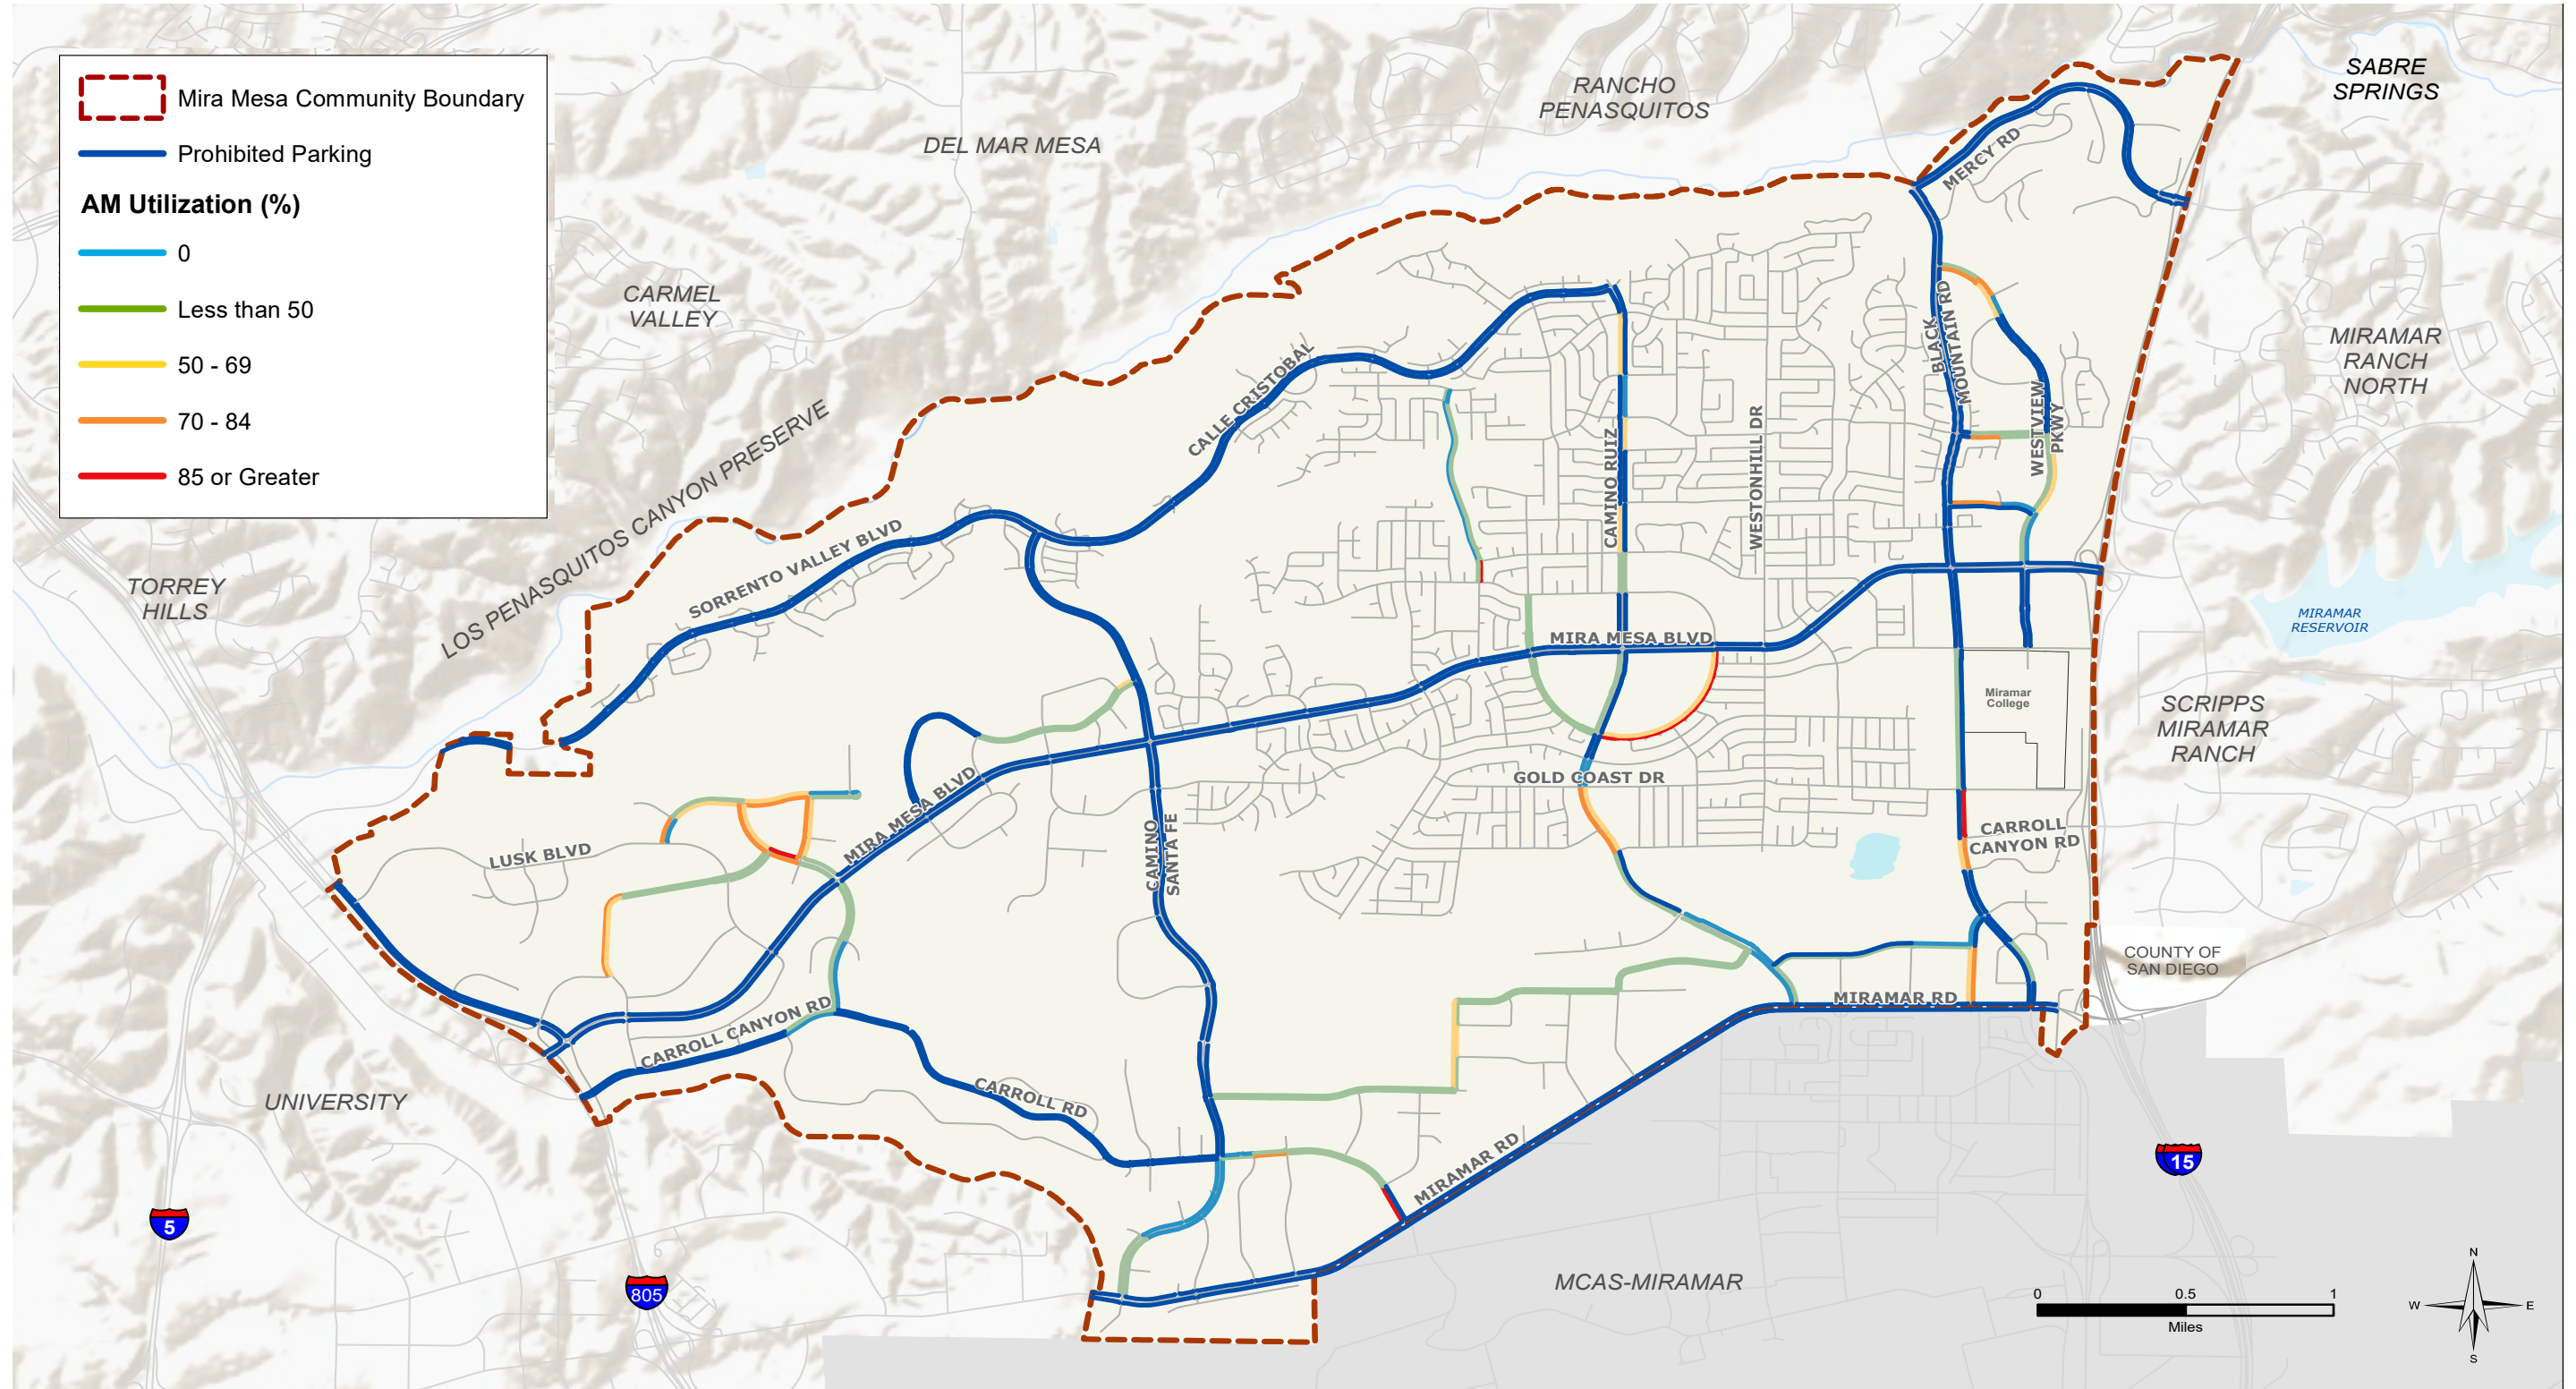 Mira Mesa Community Boundary
Prohibited Parking
AM Utilization (%)
0
Less than 50
50 - 69
70 - 84
85 or Greater
SABRE
SPRINGS
RANCHO
PENASQUITOS
DEL MAR MESA
MERCY RD
CARMEL
VALLEY
MIRAMAR
RANCH
NORTH
BLACK
MOUNTAIN RD
CALLE CRISTOBAL
WESTVIEW
PKWY
LOS PENASQUITOS CANYON PRESERVE
CAMINO RUIZ
WESTONHILL DR
SORRENTO VALLEY BLVD
TORREY
HILLS
MIRAMAR
RESERVOIR
MIRA MESA BLVD
Miramar
College
SCRIPPS
MIRAMAR
RANCH
GOLD COAST DR
MIRA MESA BLVD
CAMINO
SANTA FE
LUSK BLVD
CARROLL
CANYON RD
COUNTY OF
SAN DIEGO
MIRAMAR RD
CARROLL CANYON RD
CARROLL RD
UNIVERSITY
MIRAMAR RD
15
5
805
MCAS-MIRAMAR
0 0.5 1
Miles
N
W E
S